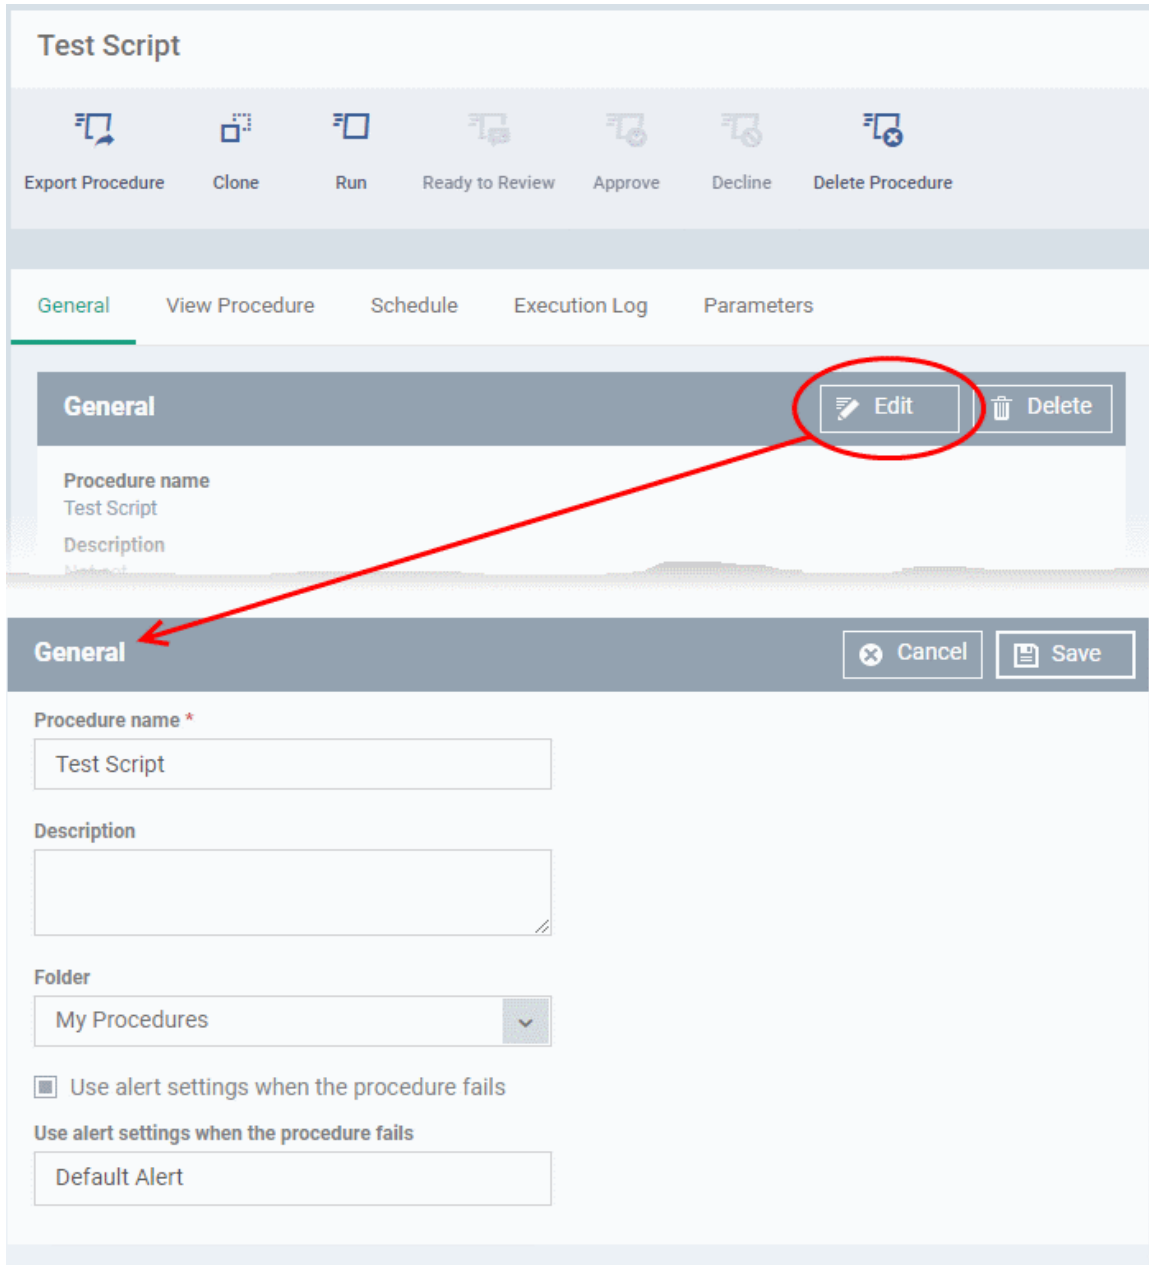 Test Script
Export Procedure Clone Run Ready to Review Approve Decline Delete Procedure
General View Procedure Schedule Execution Log Parameters
General Edit Delete
Procedure name
Test Script
Description
General Cancel Save
Procedure name *
Test Script
Description
Folder
My Procedures
Use alert settings when the procedure fails
Use alert settings when the procedure fails
Default Alert